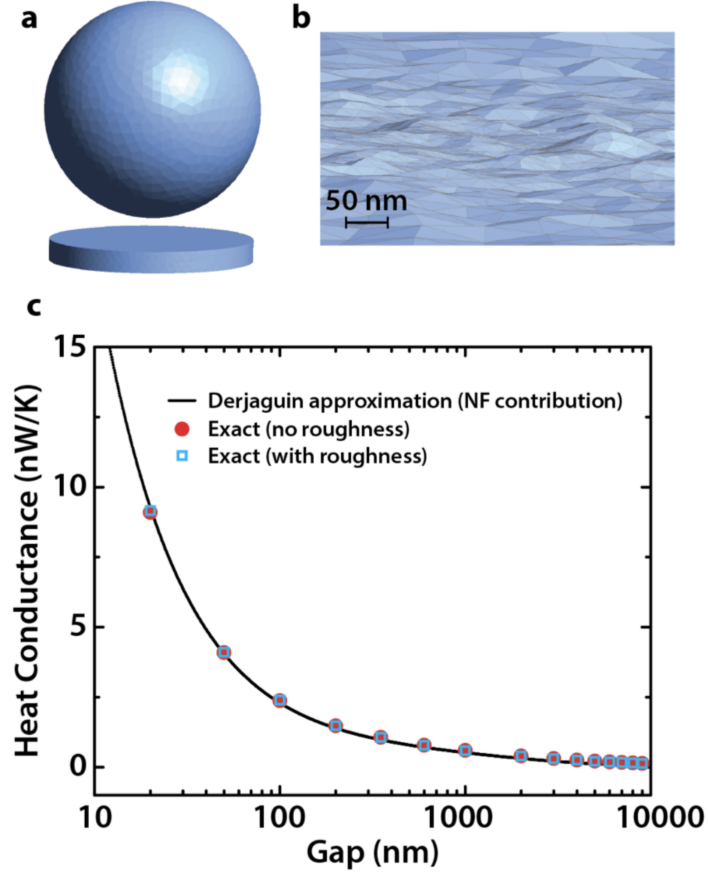 a
b
50 nm
c
15
10
5
0
Heat Conductance (nW/K)
Derjaguin approximation (NF contribution)
Exact (no roughness)
Exact (with roughness)
10
100
1000
10000
Gap (nm)